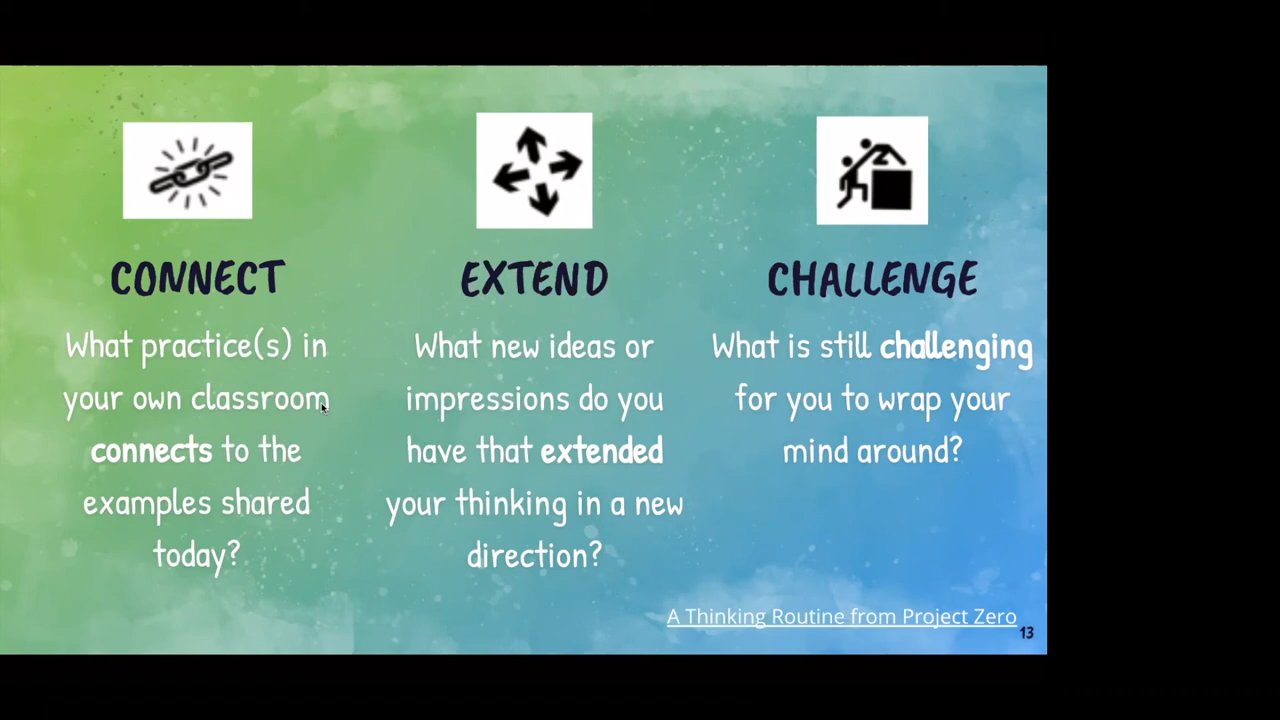 CONNECT
What practice(s) in
your own classroom
connects to the
examples shared
today?
EXTEND
What new ideas or
impressions do you
have that extended
your thinking in a new
direction?
CHALLENGE
What is still challenging
for you to wrap your
mind around?
A Thinking Routine from Project Zero
13